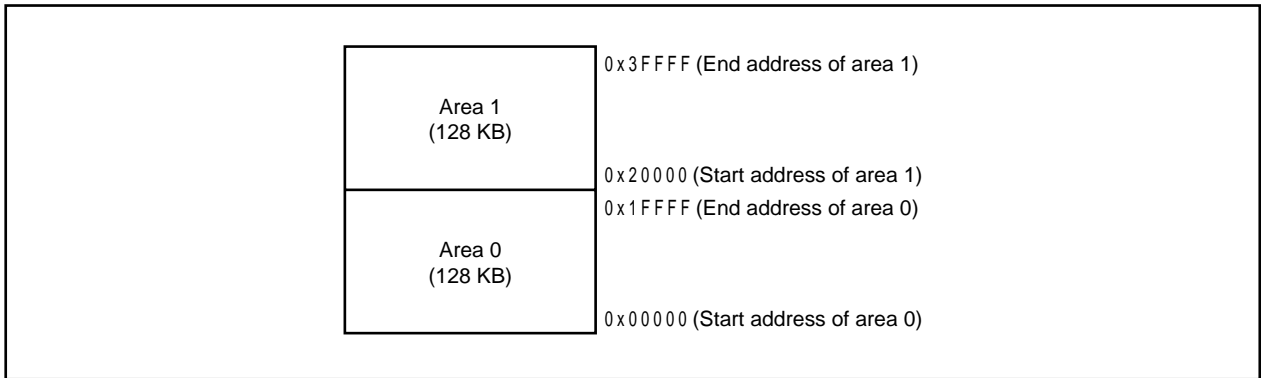 0x3FFFF (End address of area 1)
Area 1
(128 KB)
0x20000 (Start address of area 1)
0x1FFFF (End address of area 0)
Area 0
(128 KB)
0x00000 (Start address of area 0)